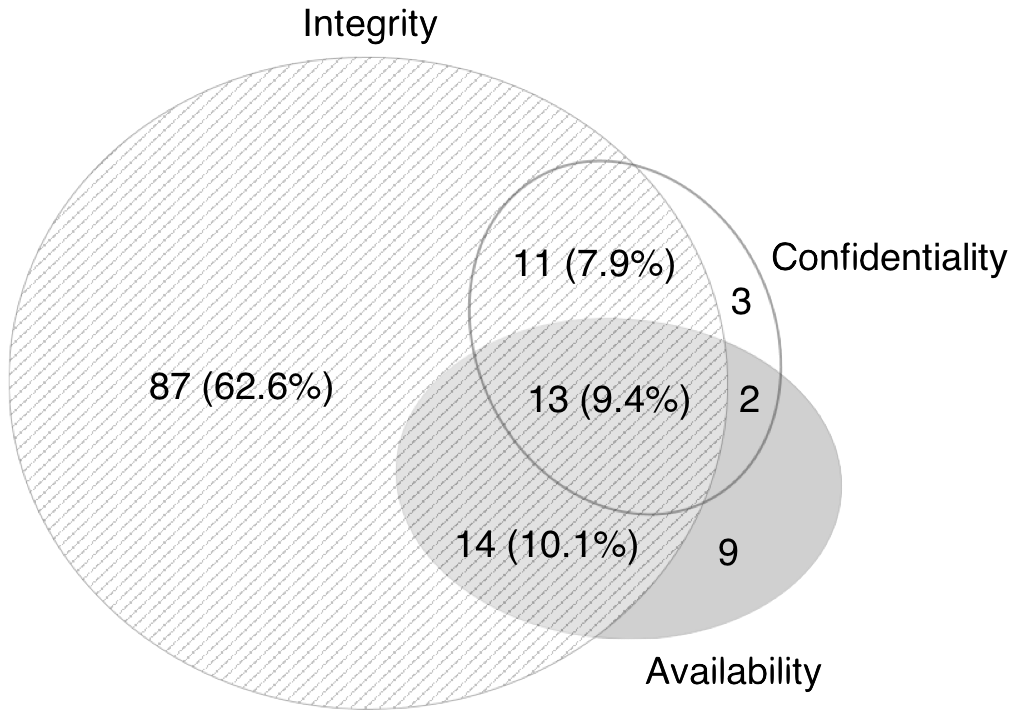 Integrity
Confidentiality
11 (7.9%)
3
87 (62.6%)
13 (9.4%)
2
14 (10.1%)
9
Availability